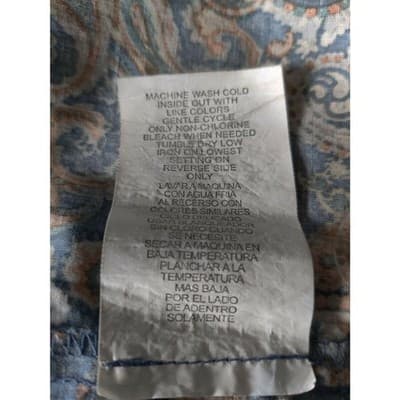 MACHINE WASH COLD
INSIDE OUT WITH
LIKE COLORS
GENTLE CYCLE
ONLY NON-CHLORINE
BLEACH WHEN NEEDED
TUMBLE DRY LOW
IRON ON LOWEST
SETTING ON
REVERSE SIDE
ONLY
LAVAR A MAQUINA
CON AGUA FRIA
AL RECERSO CON
COLORES SIMILARES
CICLO DELICADO
SIN CLORO CUANDO
SE NECESITE
SECAR A MAQUINA EN
BAJA TEMPERATURA
PLANCHAR A LA
TEMPERATURA
MAS BAJA
POR EL LADO
DE ADENTRO
SOLAMENTE